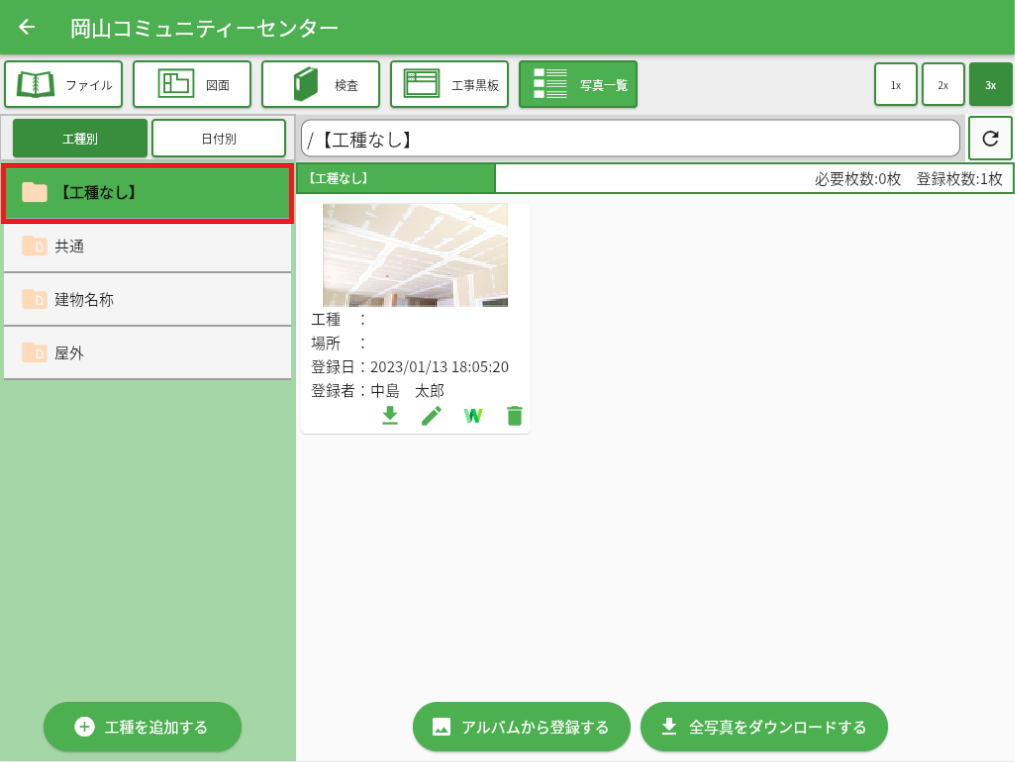 岡山コミュニティーセンター
ファイル
図面
検査
工事黒板
写真一覧
1x
2x
3x
工種別
日付別
/【工種なし】
【工種なし】
共通
建物名称
屋外
【工種なし】
必要枚数:0枚 登録枚数:1枚
工種 ：
場所 ：
登録日：2023/01/13 18:05:20
登録者：中島　太郎
W
工種を追加する
アルバムから登録する
全写真をダウンロードする